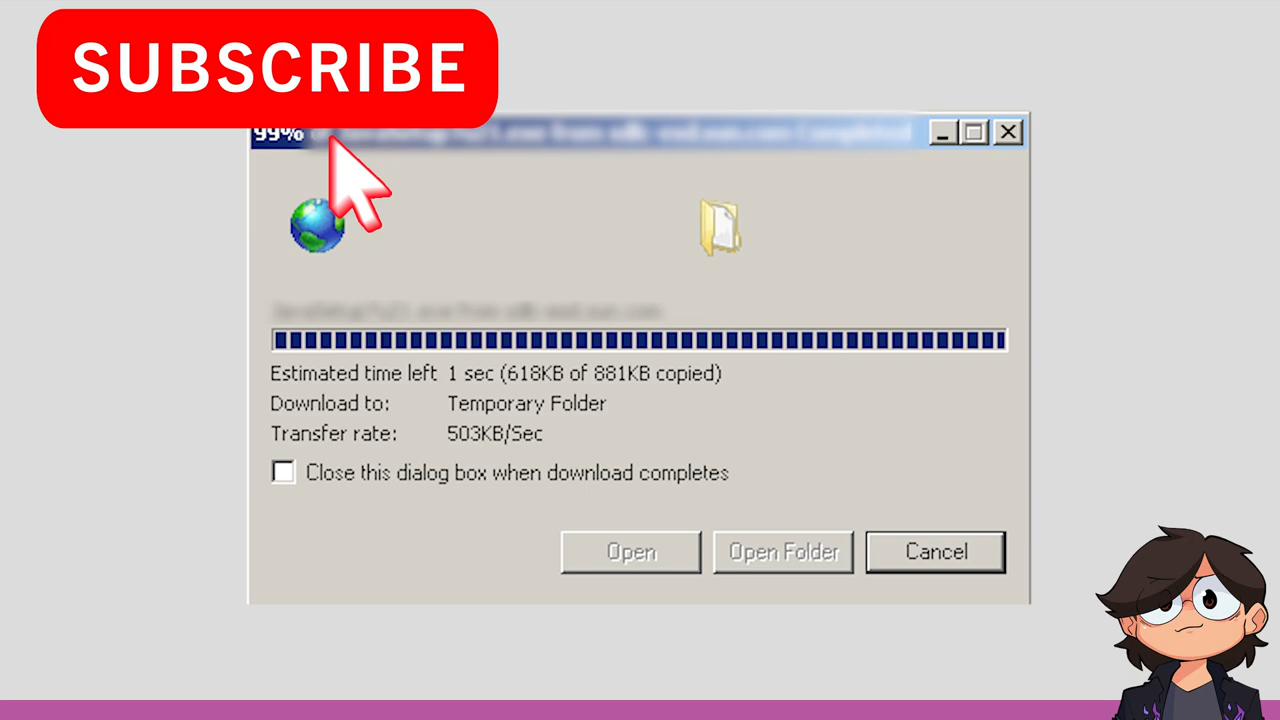 SUBSCRIBE
99%
Estimated time left 1 sec (618KB of 881KB copied)
Download to: Temporary Folder
Transfer rate: 503KB/Sec
Close this dialog box when download completes
Open Open Folder Cancel